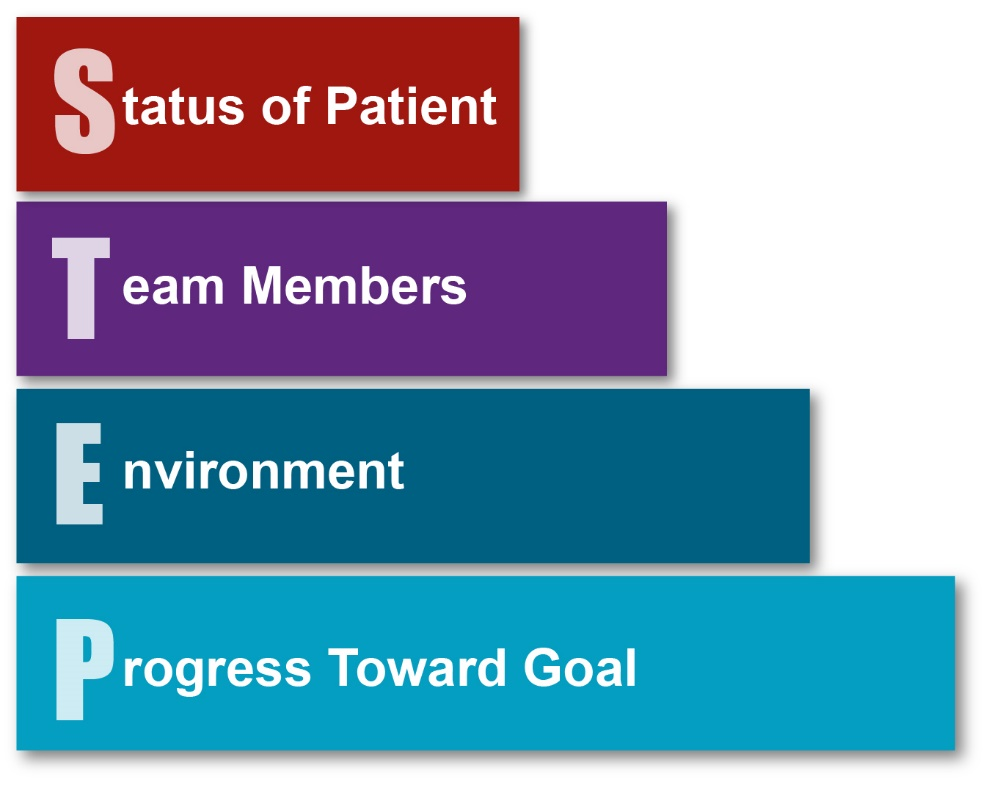 Status of Patient
Team Members
Environment
Progress Toward Goal